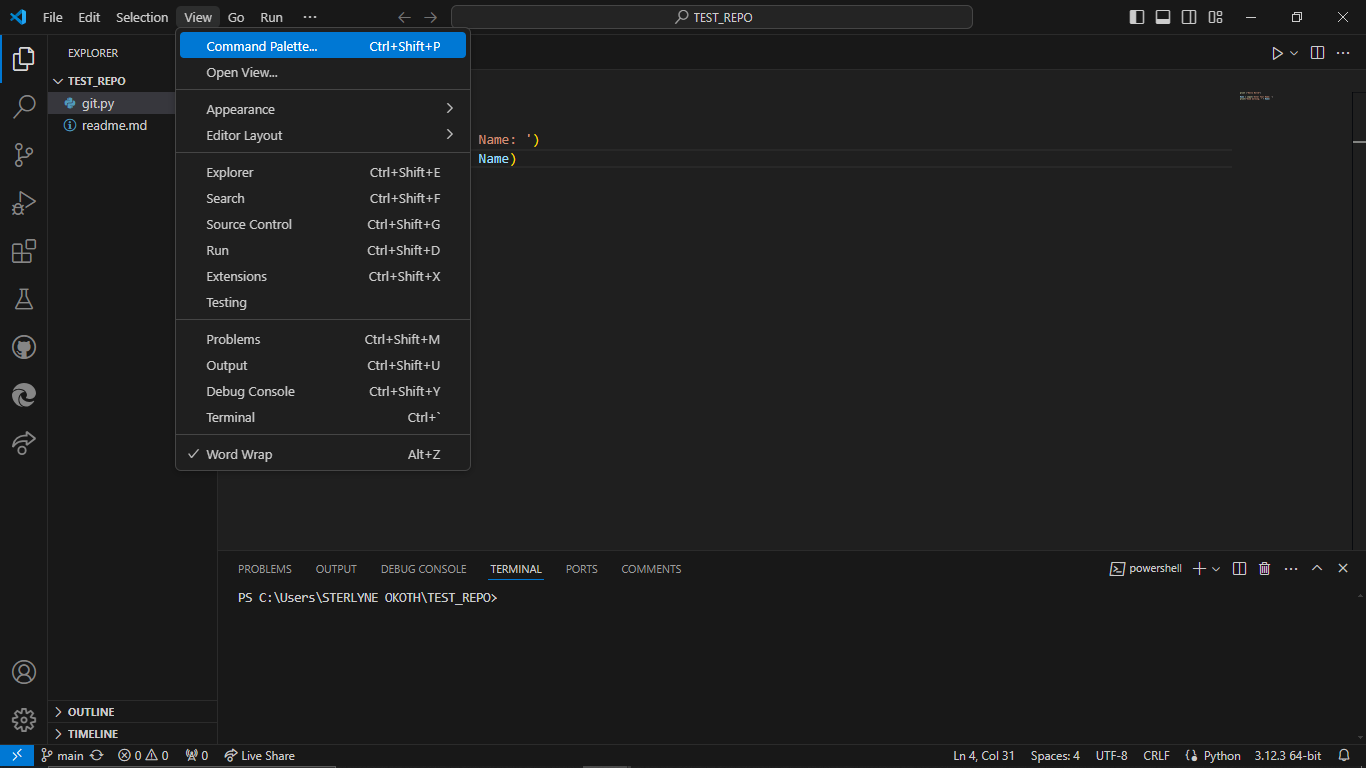 File Edit Selection View Go Run ··· TEST_REPO
EXPLORER
TEST_REPO
git.py
readme.md
Command Palette... Ctrl+Shift+P
Open View...
Appearance
Editor Layout
Explorer Ctrl+Shift+E
Search Ctrl+Shift+F
Source Control Ctrl+Shift+G
Run Ctrl+Shift+D
Extensions Ctrl+Shift+X
Testing
Problems Ctrl+Shift+M
Output Ctrl+Shift+U
Debug Console Ctrl+Shift+Y
Terminal Ctrl+`
Word Wrap Alt+Z
Name: ')
Name)
PROBLEMS OUTPUT DEBUG CONSOLE TERMINAL PORTS COMMENTS powershell
PS C:\Users\STERLYNE OKOTH\TEST_REPO>
OUTLINE
TIMELINE
main 0 0 0 Live Share Ln 4, Col 31 Spaces: 4 UTF-8 CRLF Python 3.12.3 64-bit